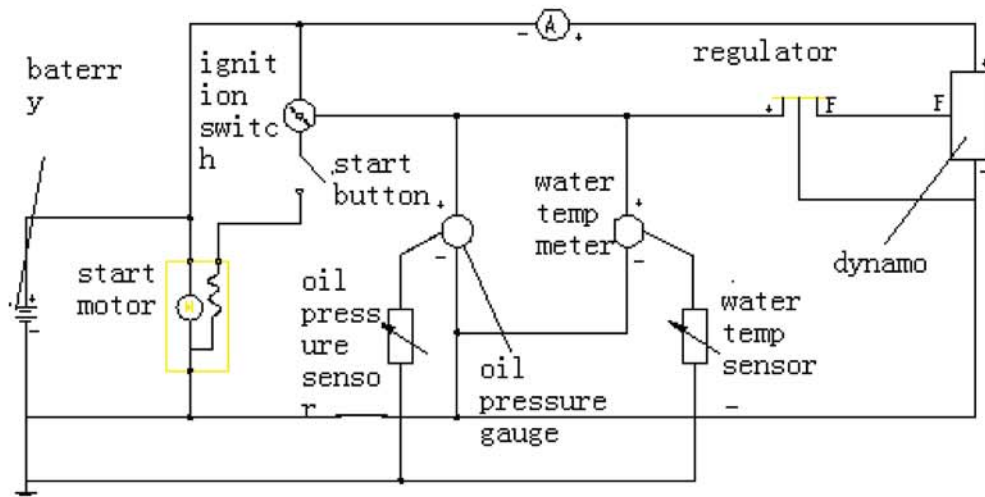 A
- +
regulator
baterr
y
ignit
ion
switc
h
+ F
F
+
-
start
button
+
-
water
temp
meter
+
-
dynamo
+
-
start
motor
M
oil
press
ure
senso
r
oil
pressure
gauge
water
temp
sensor
-